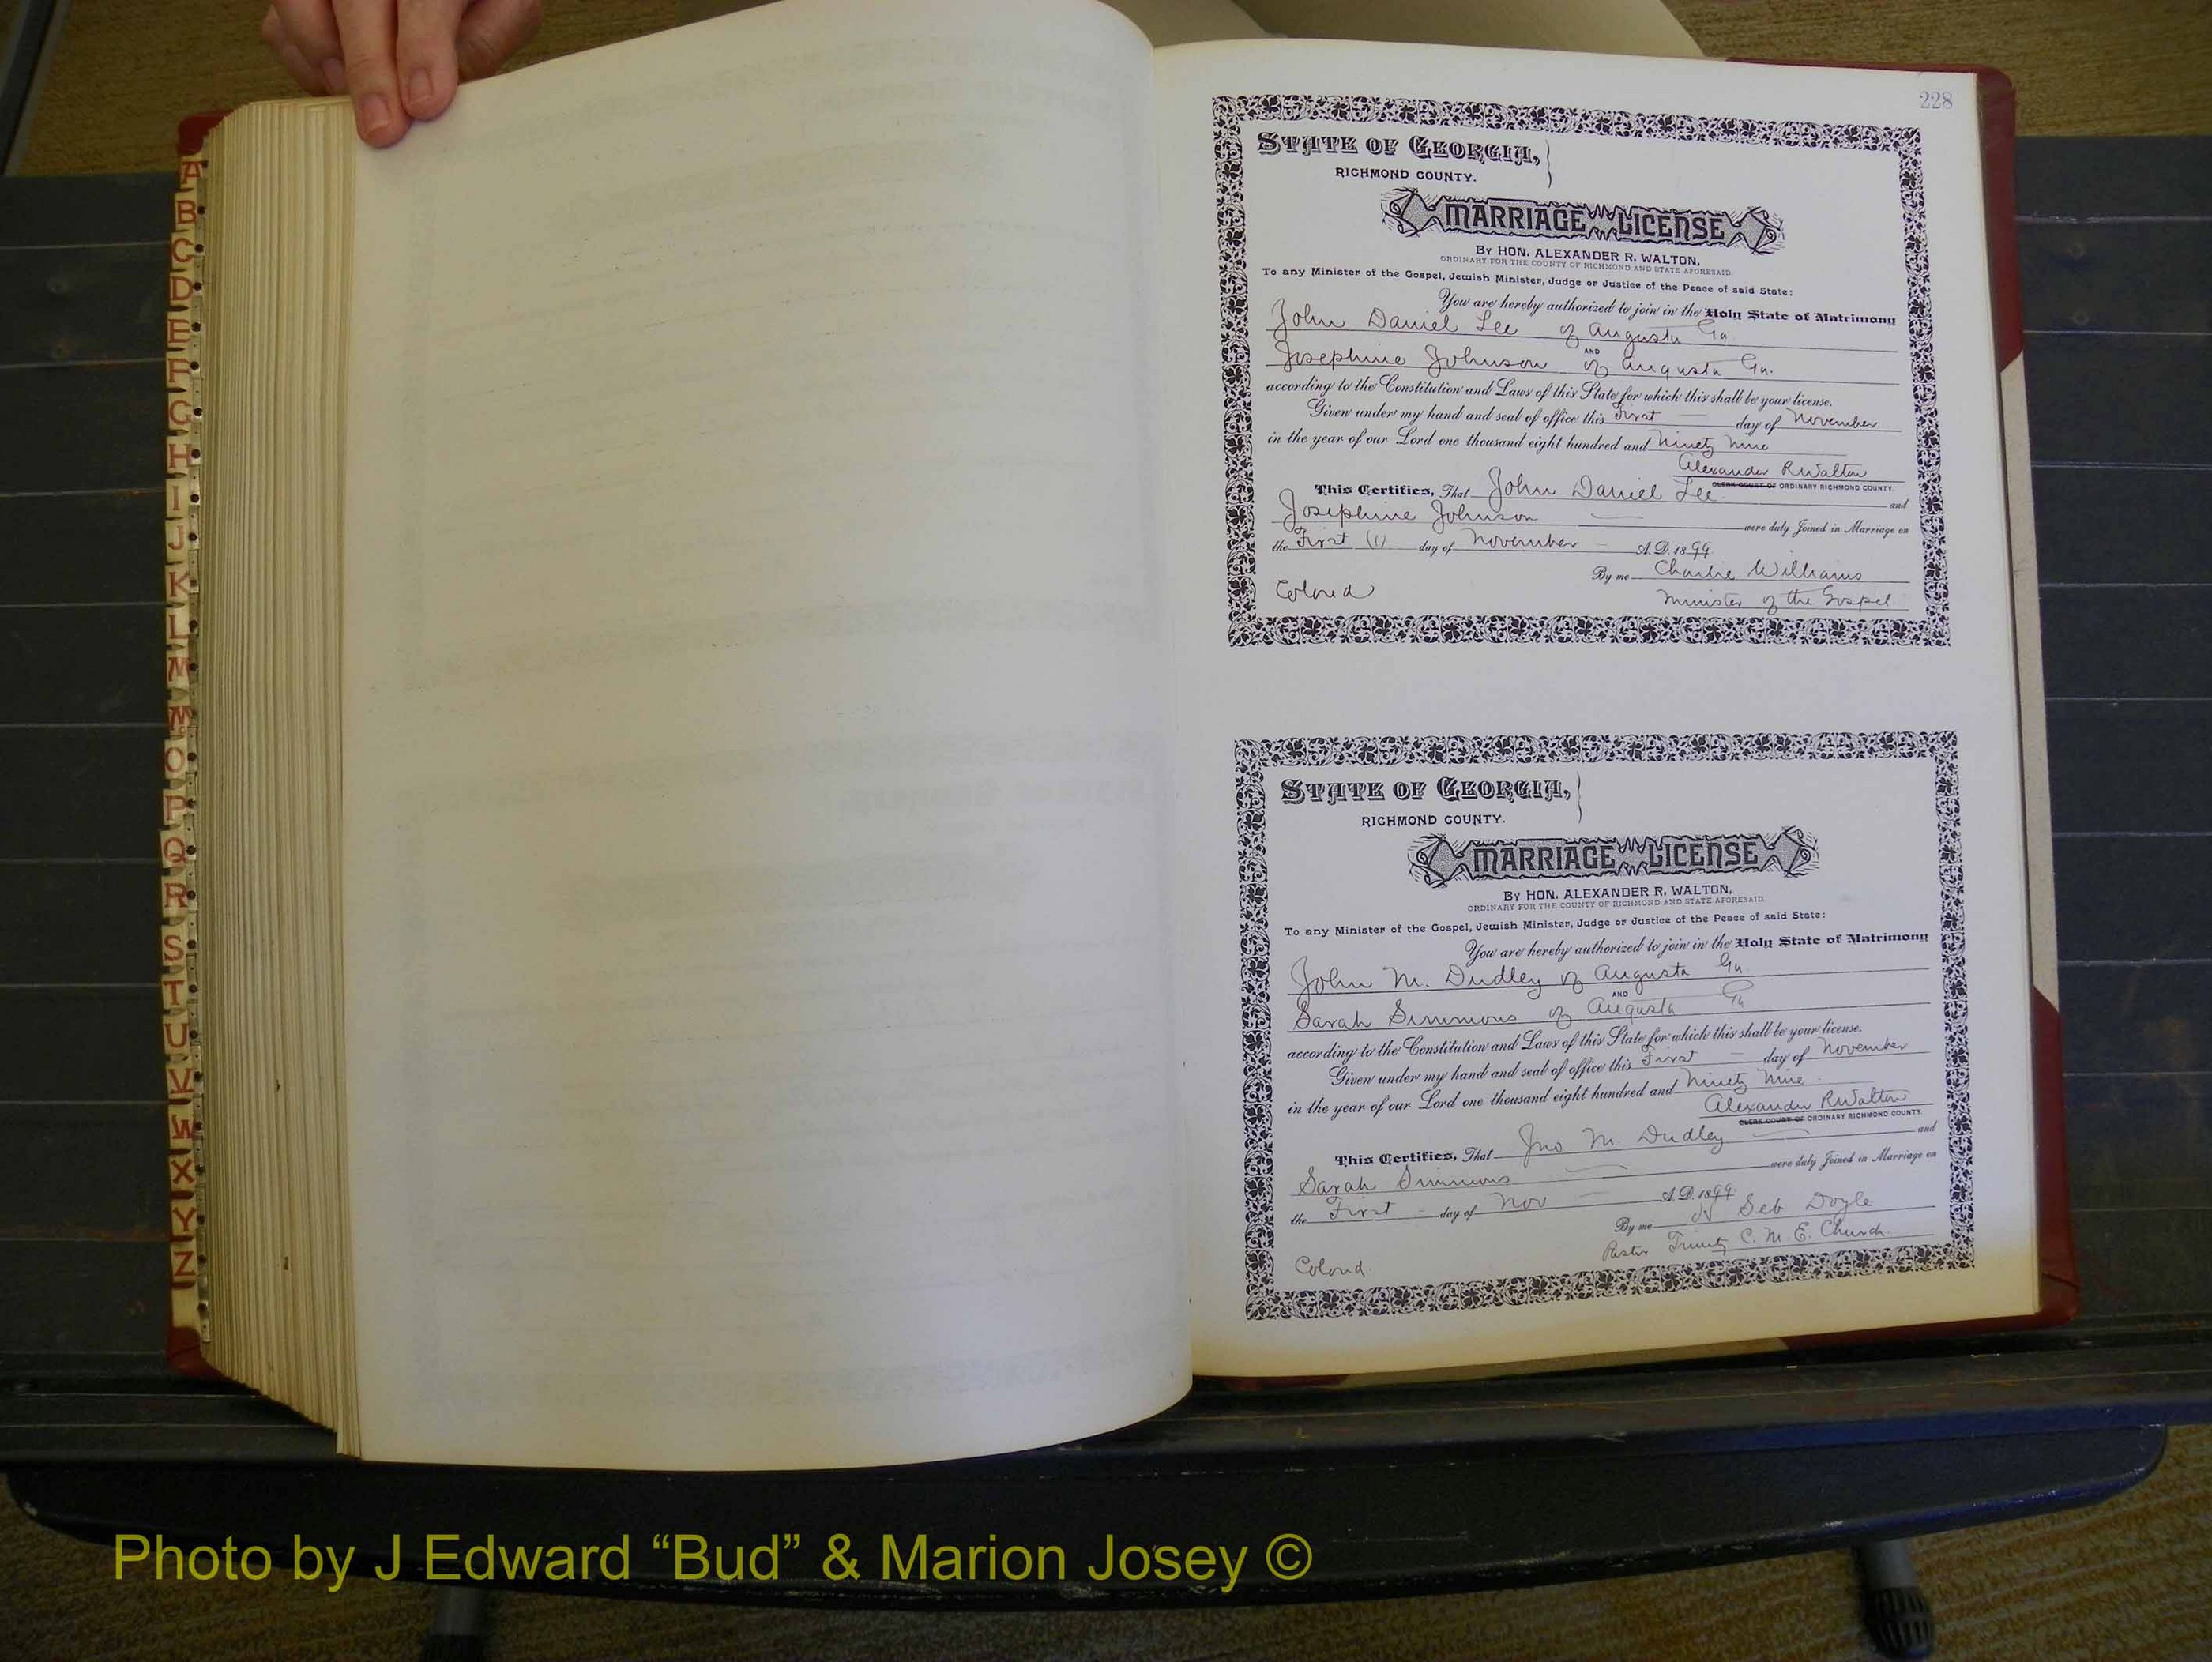 228
A
B
C
D
E
F
G
H
I
J
K
L
M
Mc
O
P
Q
R
S
T
U
V
W
X
Y
Z
STATE OF GEORGIA,
RICHMOND COUNTY.
MARRIAGE LICENSE
BY HON. ALEXANDER R. WALTON,
ORDINARY FOR THE COUNTY OF RICHMOND AND STATE AFORESAID.
To any Minister of the Gospel, Jewish Minister, Judge or Justice of the Peace of said State:
You are hereby authorized to join in the Holy State of Matrimony
John Daniel Lee of Augusta Ga.
AND
Josephine Johnson of Augusta Ga.
according to the Constitution and Laws of this State for which this shall be your license.
Given under my hand and seal of office this First day of November
in the year of our Lord one thousand eight hundred and Ninety Nine
Alexander R Walton
CLERK COURT OF ORDINARY RICHMOND COUNTY.
This Certifies, That John Daniel Lee and
Josephine Johnson were duly Joined in Marriage on
the First (1) day of November A.D. 1899.
By me Charlie Williams
Colored Minister of the Gospel
STATE OF GEORGIA,
RICHMOND COUNTY.
MARRIAGE LICENSE
BY HON. ALEXANDER R. WALTON,
ORDINARY FOR THE COUNTY OF RICHMOND AND STATE AFORESAID.
To any Minister of the Gospel, Jewish Minister, Judge or Justice of the Peace of said State:
You are hereby authorized to join in the Holy State of Matrimony
John M. Dudley of Augusta Ga
AND
Sarah Simmons of Augusta Ga
according to the Constitution and Laws of this State for which this shall be your license.
Given under my hand and seal of office this First day of November
in the year of our Lord one thousand eight hundred and Ninety Nine.
Alexander R Walton
CLERK COURT OF ORDINARY RICHMOND COUNTY.
This Certifies, That Jno M Dudley and
Sarah Simmons were duly Joined in Marriage on
the First day of Nov A.D. 1899.
By me Seb Doyle
Pastor Trinity C. M. E. Church.
Colored.
Photo by J Edward “Bud” & Marion Josey ©